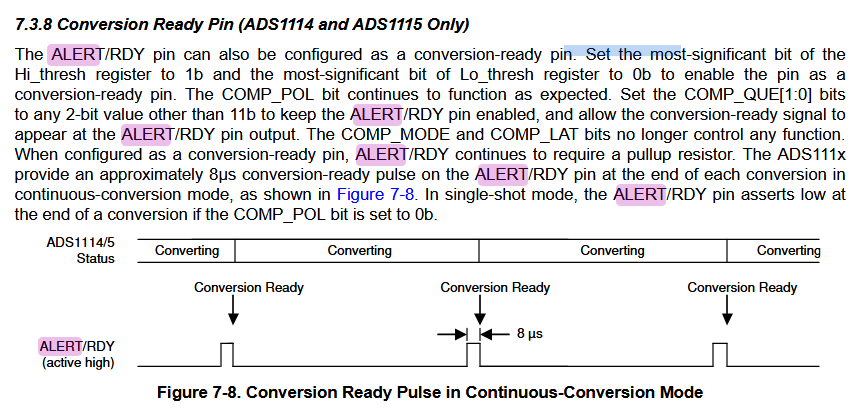 7.3.8 Conversion Ready Pin (ADS1114 and ADS1115 Only)
The ALERT/RDY pin can also be configured as a conversion-ready pin. Set the most-significant bit of the
Hi_thresh register to 1b and the most-significant bit of Lo_thresh register to 0b to enable the pin as a
conversion-ready pin. The COMP_POL bit continues to function as expected. Set the COMP_QUE[1:0] bits
to any 2-bit value other than 11b to keep the ALERT/RDY pin enabled, and allow the conversion-ready signal to
appear at the ALERT/RDY pin output. The COMP_MODE and COMP_LAT bits no longer control any function.
When configured as a conversion-ready pin, ALERT/RDY continues to require a pullup resistor. The ADS111x
provide an approximately 8μs conversion-ready pulse on the ALERT/RDY pin at the end of each conversion in
continuous-conversion mode, as shown in Figure 7-8. In single-shot mode, the ALERT/RDY pin asserts low at
the end of a conversion if the COMP_POL bit is set to 0b.
ADS1114/5
Status
Converting
Converting
Converting
Converting
Conversion Ready
Conversion Ready
Conversion Ready
8 μs
ALERT/RDY
(active high)
Figure 7-8. Conversion Ready Pulse in Continuous-Conversion Mode